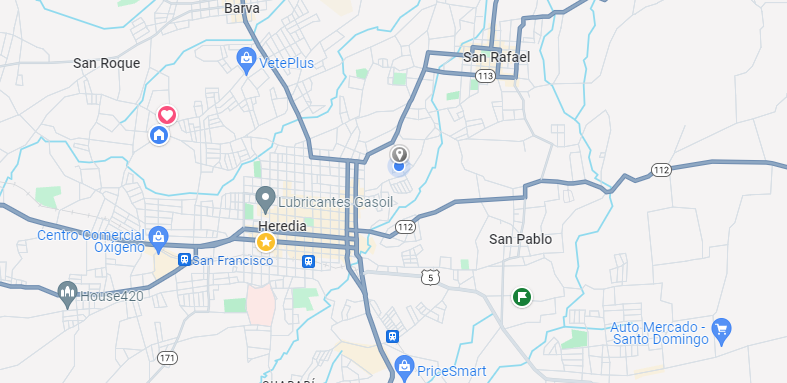 Barva
San Roque
VetePlus
San Rafael
113
112
Lubricantes Gasoil
Heredia
112
Centro Comercial
Oxígeno
San Pablo
San Francisco
5
House420
Auto Mercado -
Santo Domingo
171
PriceSmart